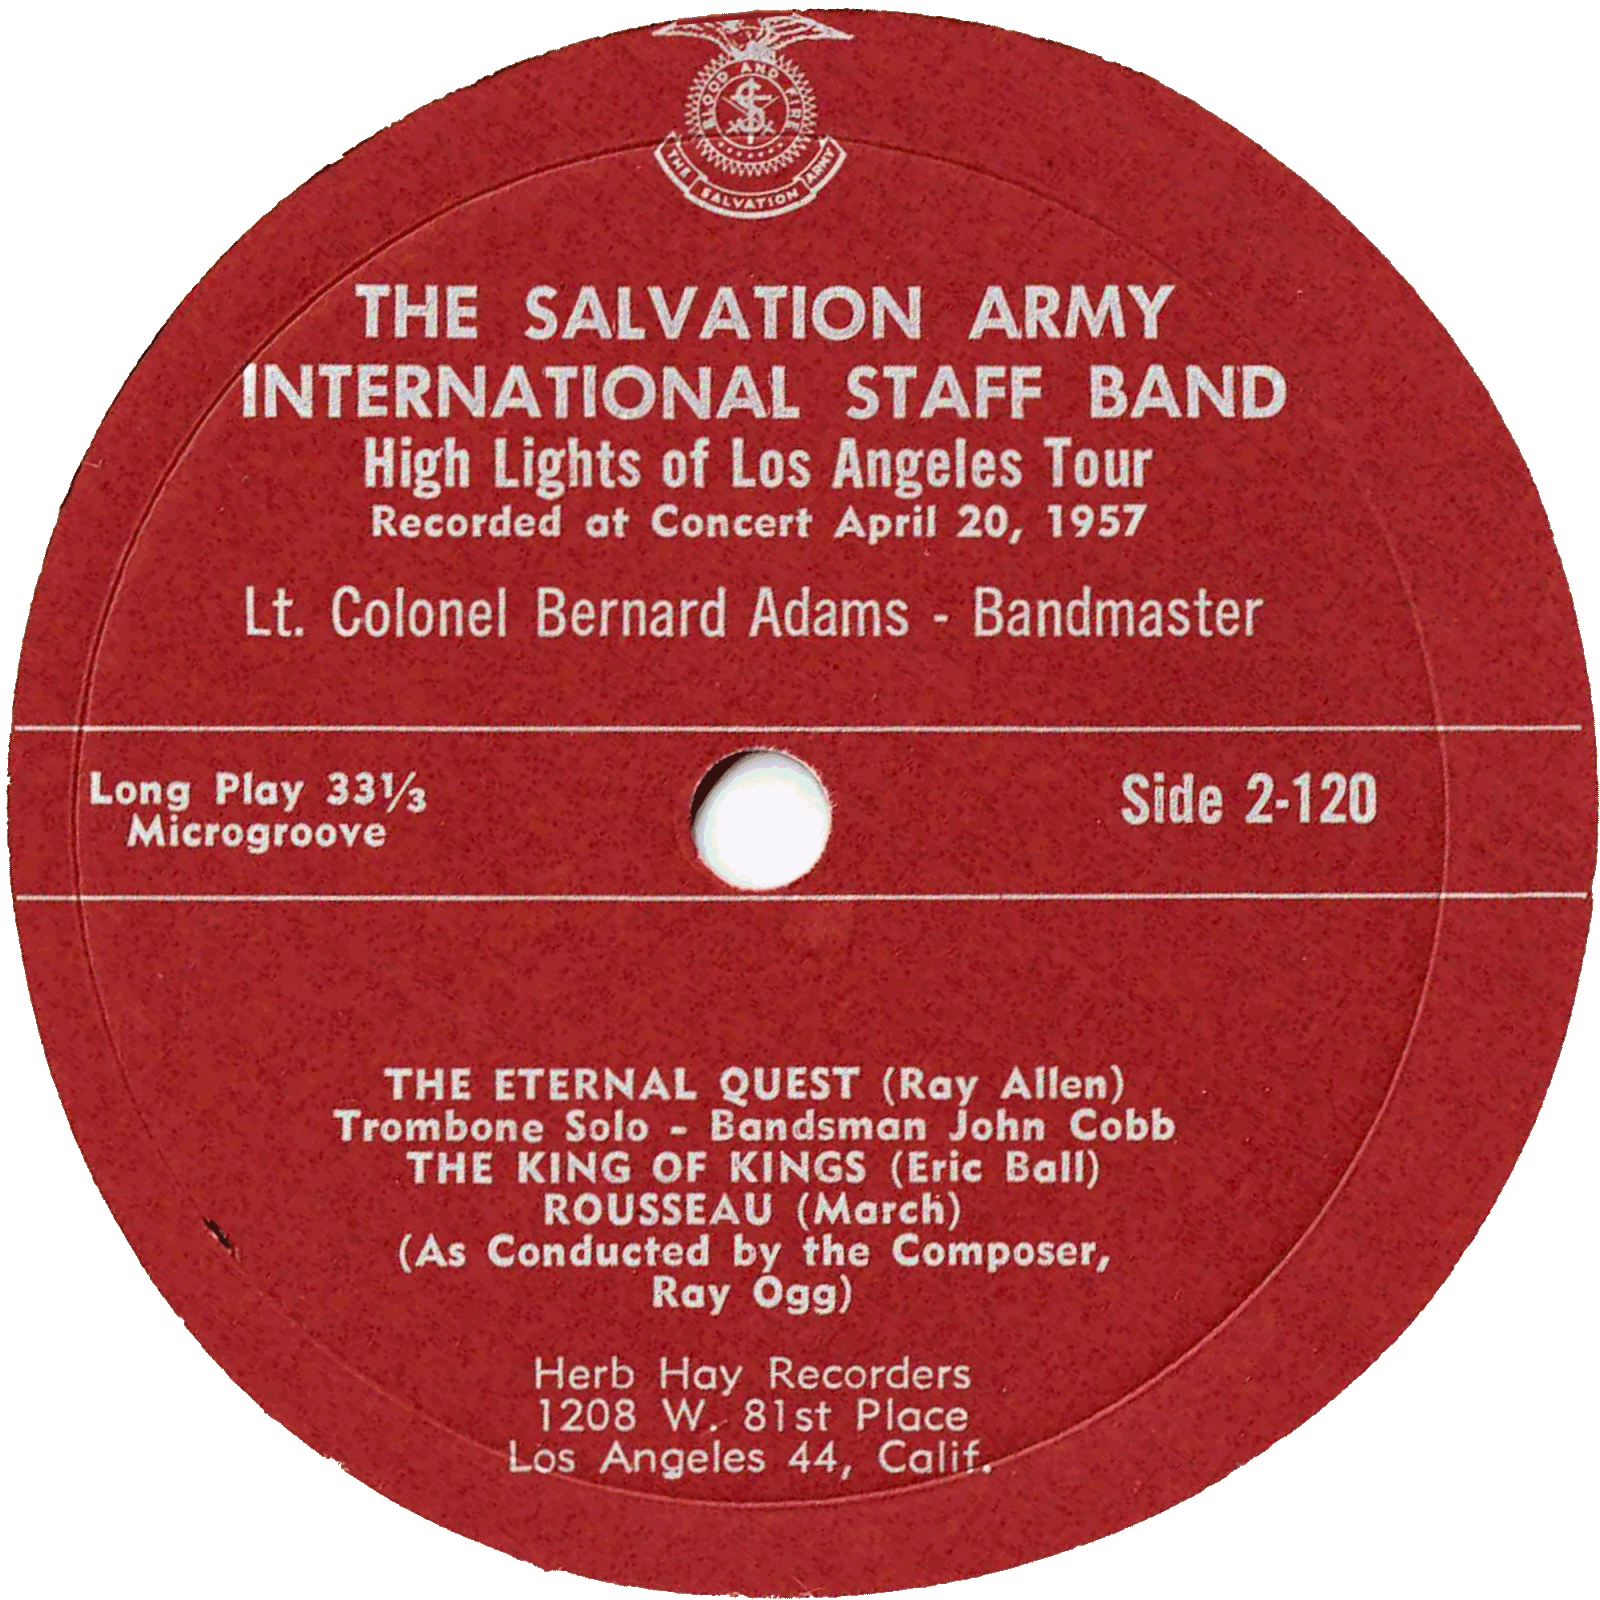 BLOOD AND FIRE
THE SALVATION ARMY
THE SALVATION ARMY
INTERNATIONAL STAFF BAND
High Lights of Los Angeles Tour
Recorded at Concert April 20, 1957
Lt. Colonel Bernard Adams - Bandmaster
Long Play 33⅓
Microgroove
Side 2-120
THE ETERNAL QUEST (Ray Allen)
Trombone Solo - Bandsman John Cobb
THE KING OF KINGS (Eric Ball)
ROUSSEAU (March)
(As Conducted by the Composer,
Ray Ogg)
Herb Hay Recorders
1208 W. 81st Place
Los Angeles 44, Calif.